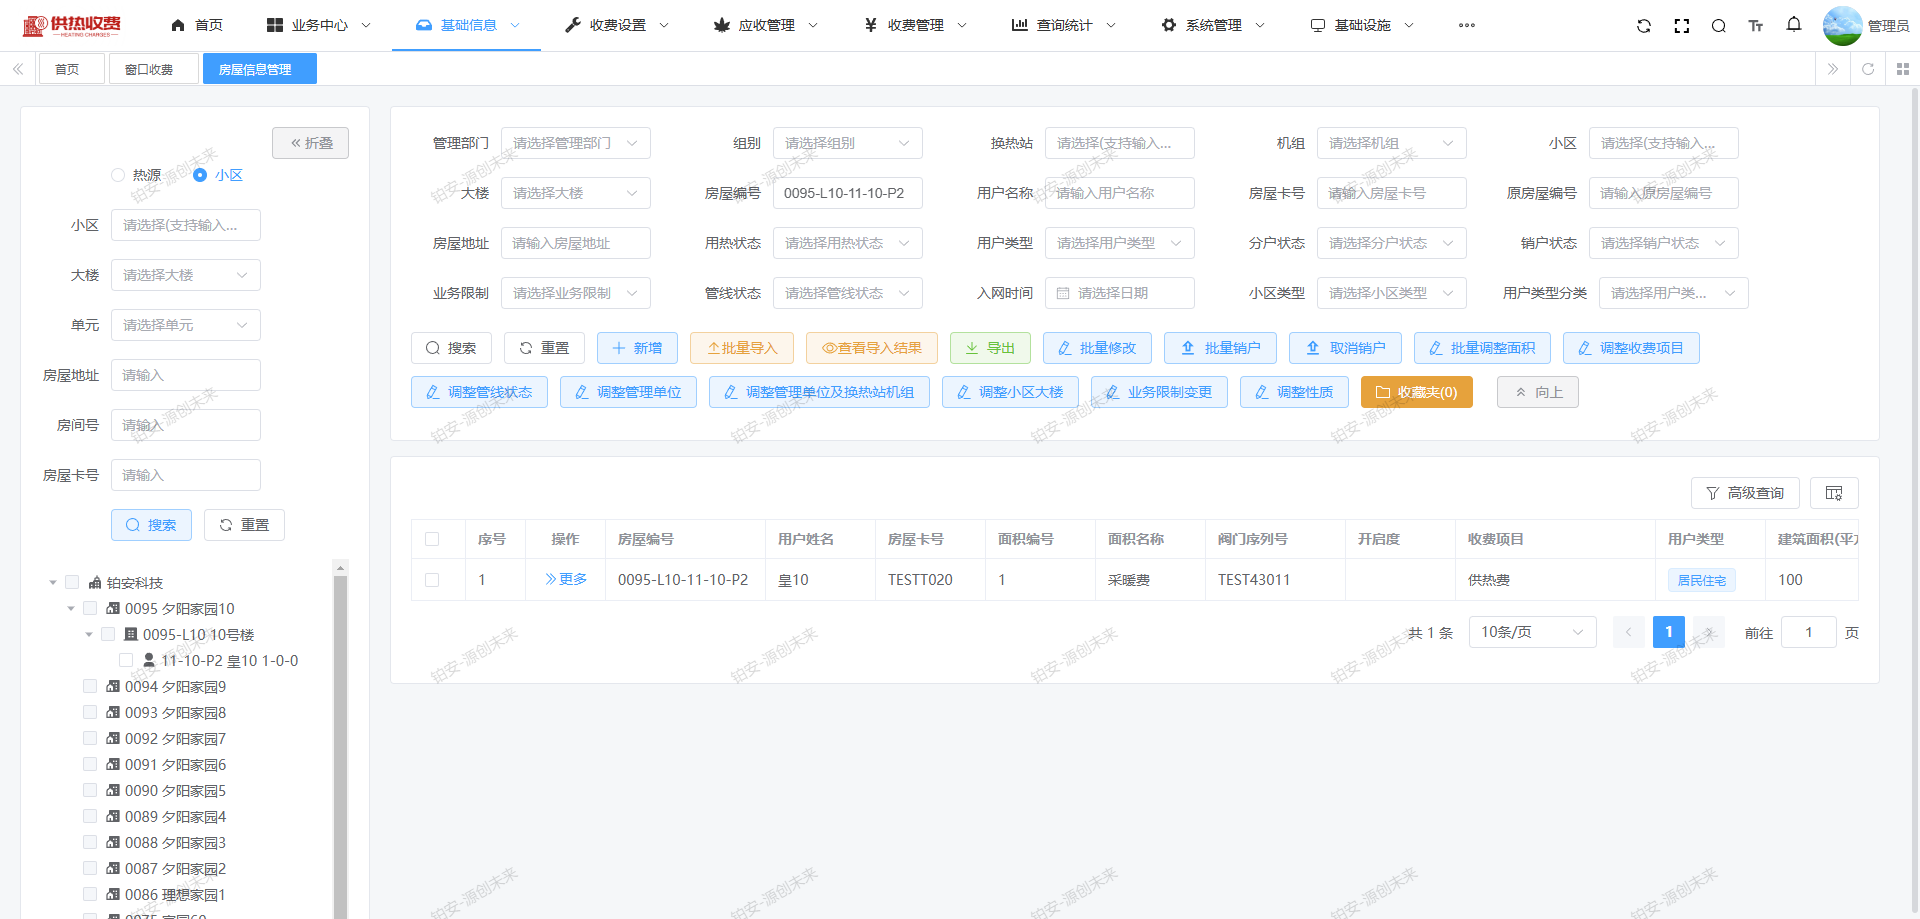 供热收费
HEATING CHARGES
首页
业务中心
基础信息
收费设置
应收管理
收费管理
查询统计
系统管理
基础设施
管理员
首页
窗口收费
房屋信息管理
折叠
热源
小区
小区 请选择(支持输入...
大楼 请选择大楼
单元 请选择单元
房屋地址 请输入
房间号 请输入
房屋卡号 请输入
搜索 重置
铂安科技
0095 夕阳家园10
0095-L10 10号楼
11-10-P2 皇10 1-0-0
0094 夕阳家园9
0093 夕阳家园8
0092 夕阳家园7
0091 夕阳家园6
0090 夕阳家园5
0089 夕阳家园4
0088 夕阳家园3
0087 夕阳家园2
0086 理想家园1
管理部门 请选择管理部门 组别 请选择组别 换热站 请选择(支持输入... 机组 请选择机组 小区 请选择(支持输入...
大楼 请选择大楼 房屋编号 0095-L10-11-10-P2 用户名称 请输入用户名称 房屋卡号 请输入房屋卡号 原房屋编号 请输入原房屋编号
房屋地址 请输入房屋地址 用热状态 请选择用热状态 用户类型 请选择用户类型 分户状态 请选择分户状态 销户状态 请选择销户状态
业务限制 请选择业务限制 管线状态 请选择管线状态 入网时间 请选择日期 小区类型 请选择小区类型 用户类型分类 请选择用户类...
搜索 重置 新增 批量导入 查看导入结果 导出 批量修改 批量销户 取消销户 批量调整面积 调整收费项目
调整管线状态 调整管理单位 调整管理单位及换热站机组 调整小区大楼 业务限制变更 调整性质 收藏夹(0) 向上
高级查询
序号 操作 房屋编号 用户姓名 房屋卡号 面积编号 面积名称 阀门序列号 开启度 收费项目 用户类型 建筑面积(平方
1 更多 0095-L10-11-10-P2 皇10 TESTT020 1 采暖费 TEST43011 供热费 居民住宅 100
共 1 条 10条/页 1 前往 1 页
铂安-源创未来